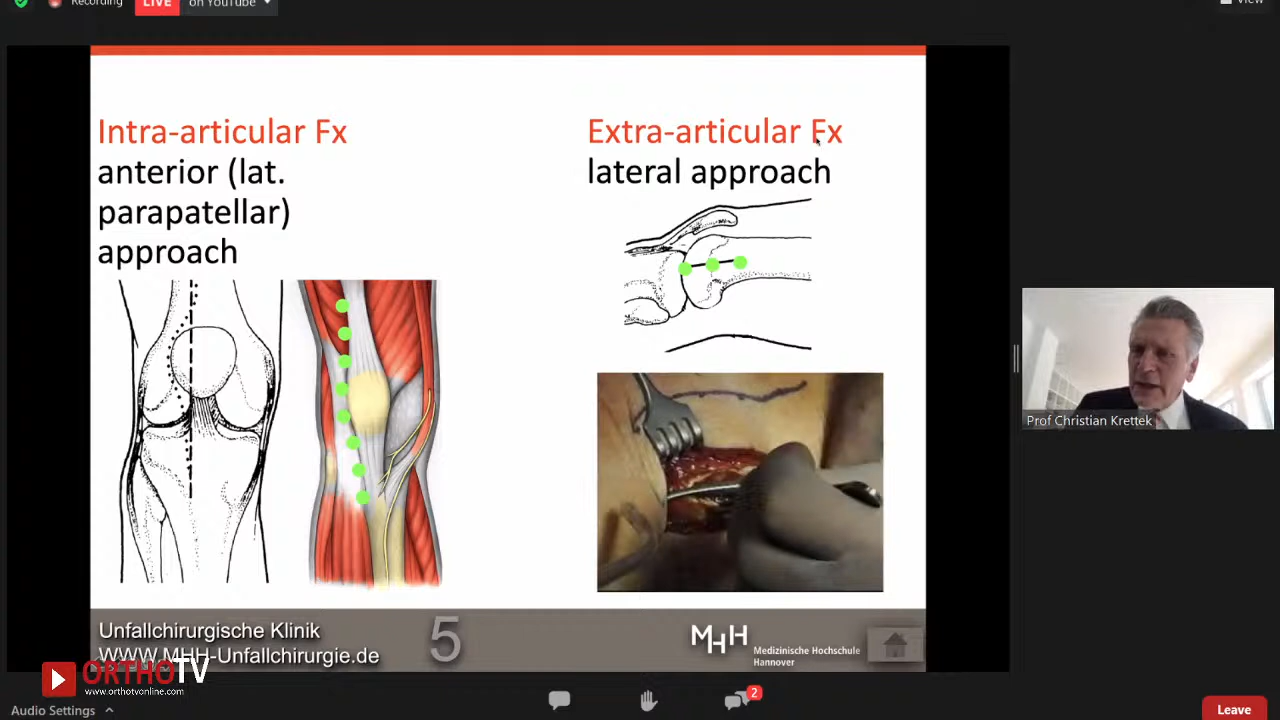 Recording
LIVE
on YouTube
View
Intra-articular Fx
anterior (lat.
parapatellar)
approach
Extra-articular Fx
lateral approach
Prof Christian Krettek
Unfallchirurgische Klinik
WWW.MHH-Unfallchirurgie.de
5
MHH
Medizinische Hochschule
Hannover
ORTHOTV
www.orthotvonline.com
Audio Settings
2
Leave